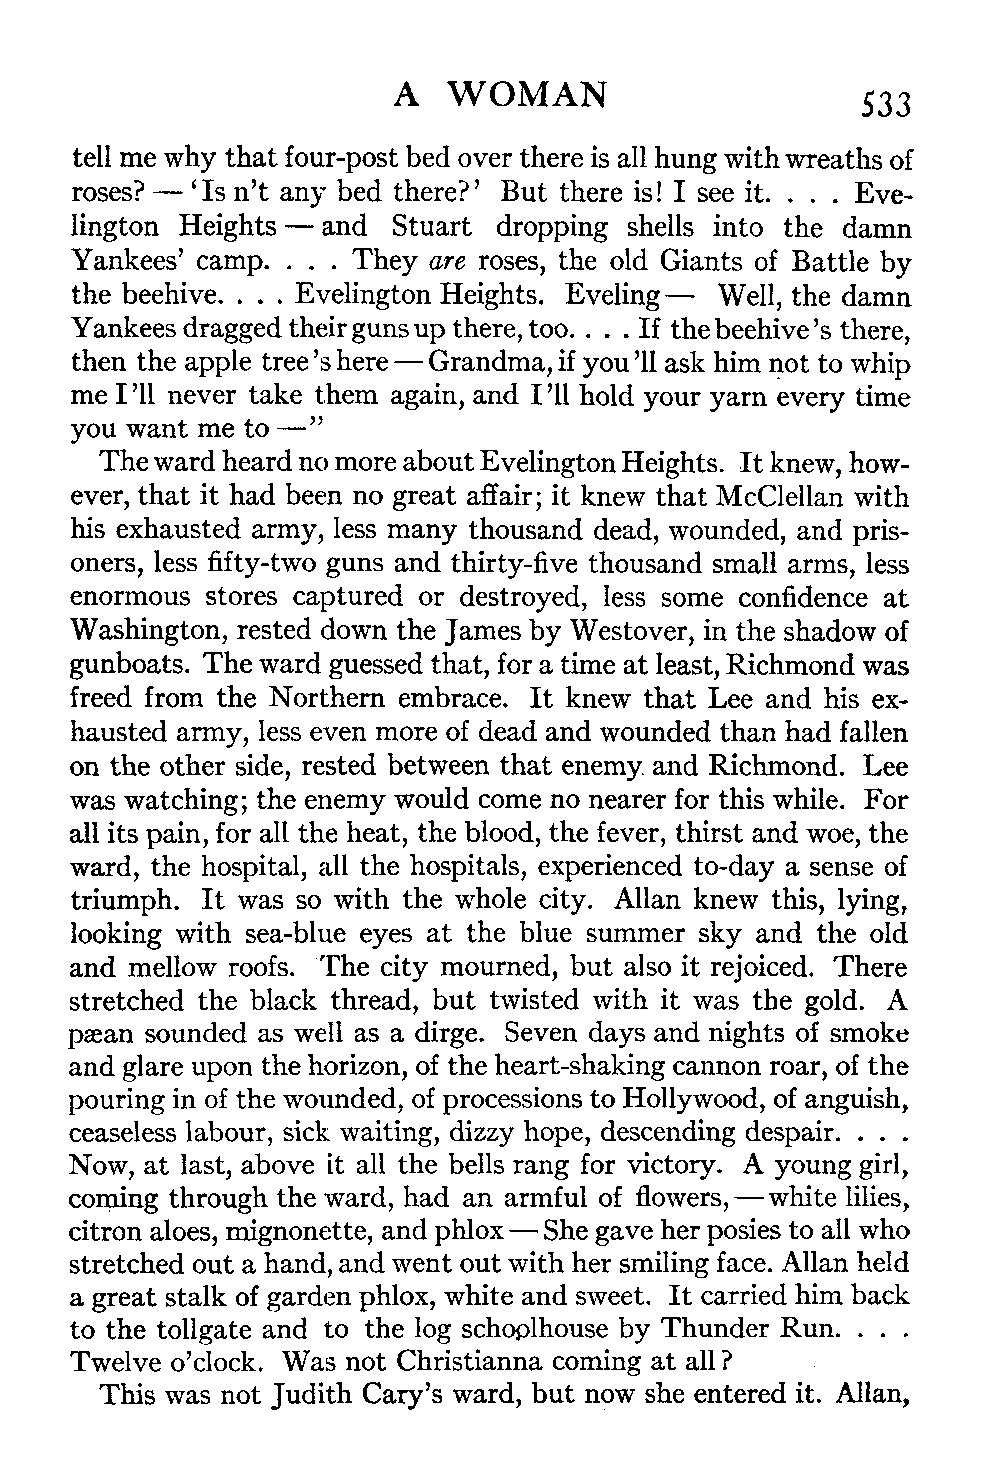 A WOMAN 533
tell me why that four-post bed over there is all hung with wreaths of
roses? — 'Is n't any bed there?' But there is! I see it. . . . Eve-
lington Heights — and Stuart dropping shells into the damn
Yankees' camp. . . . They are roses, the old Giants of Battle by
the beehive. . . . Evelington Heights. Eveling— Well, the damn
Yankees dragged their guns up there, too. . . . If the beehive's there,
then the apple tree's here — Grandma, if you'll ask him not to whip
me I'll never take them again, and I'll hold your yarn every time
you want me to —"
The ward heard no more about Evelington Heights. It knew, how-
ever, that it had been no great affair; it knew that McClellan with
his exhausted army, less many thousand dead, wounded, and pris-
oners, less fifty-two guns and thirty-five thousand small arms, less
enormous stores captured or destroyed, less some confidence at
Washington, rested down the James by Westover, in the shadow of
gunboats. The ward guessed that, for a time at least, Richmond was
freed from the Northern embrace. It knew that Lee and his ex-
hausted army, less even more of dead and wounded than had fallen
on the other side, rested between that enemy and Richmond. Lee
was watching; the enemy would come no nearer for this while. For
all its pain, for all the heat, the blood, the fever, thirst and woe, the
ward, the hospital, all the hospitals, experienced to-day a sense of
triumph. It was so with the whole city. Allan knew this, lying,
looking with sea-blue eyes at the blue summer sky and the old
and mellow roofs. The city mourned, but also it rejoiced. There
stretched the black thread, but twisted with it was the gold. A
pæan sounded as well as a dirge. Seven days and nights of smoke
and glare upon the horizon, of the heart-shaking cannon roar, of the
pouring in of the wounded, of processions to Hollywood, of anguish,
ceaseless labour, sick waiting, dizzy hope, descending despair. . . .
Now, at last, above it all the bells rang for victory. A young girl,
coming through the ward, had an armful of flowers, — white lilies,
citron aloes, mignonette, and phlox — She gave her posies to all who
stretched out a hand, and went out with her smiling face. Allan held
a great stalk of garden phlox, white and sweet. It carried him back
to the tollgate and to the log schoolhouse by Thunder Run. . . .
Twelve o'clock. Was not Christianna coming at all?
This was not Judith Cary's ward, but now she entered it. Allan,